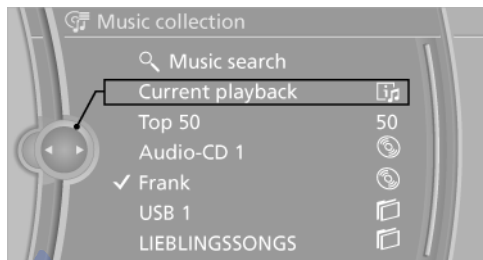 Music collection
Music search
Current playback
Top 50 50
Audio-CD 1
Frank
USB 1
LIEBLINGSSONGS